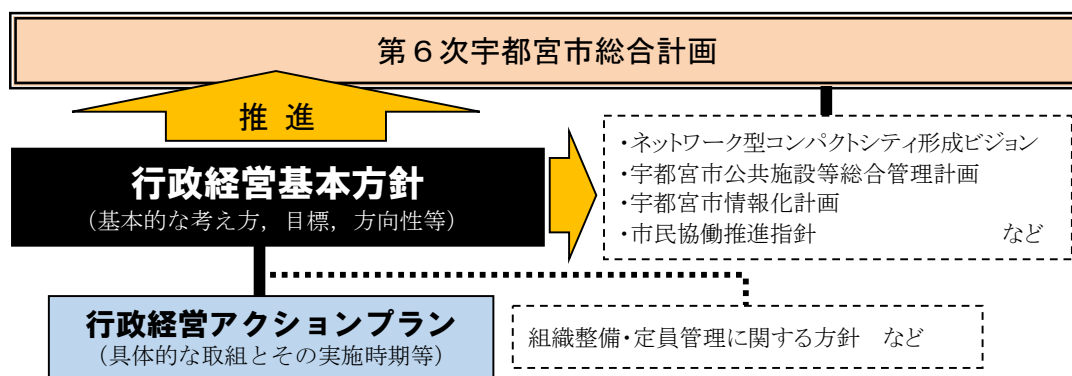 第６次宇都宮市総合計画
推 進
行政経営基本方針
（基本的な考え方，目標，方向性等）
・ネットワーク型コンパクトシティ形成ビジョン
・宇都宮市公共施設等総合管理計画
・宇都宮市情報化計画
・市民協働推進指針 など
行政経営アクションプラン
（具体的な取組とその実施時期等）
組織整備・定員管理に関する方針 など